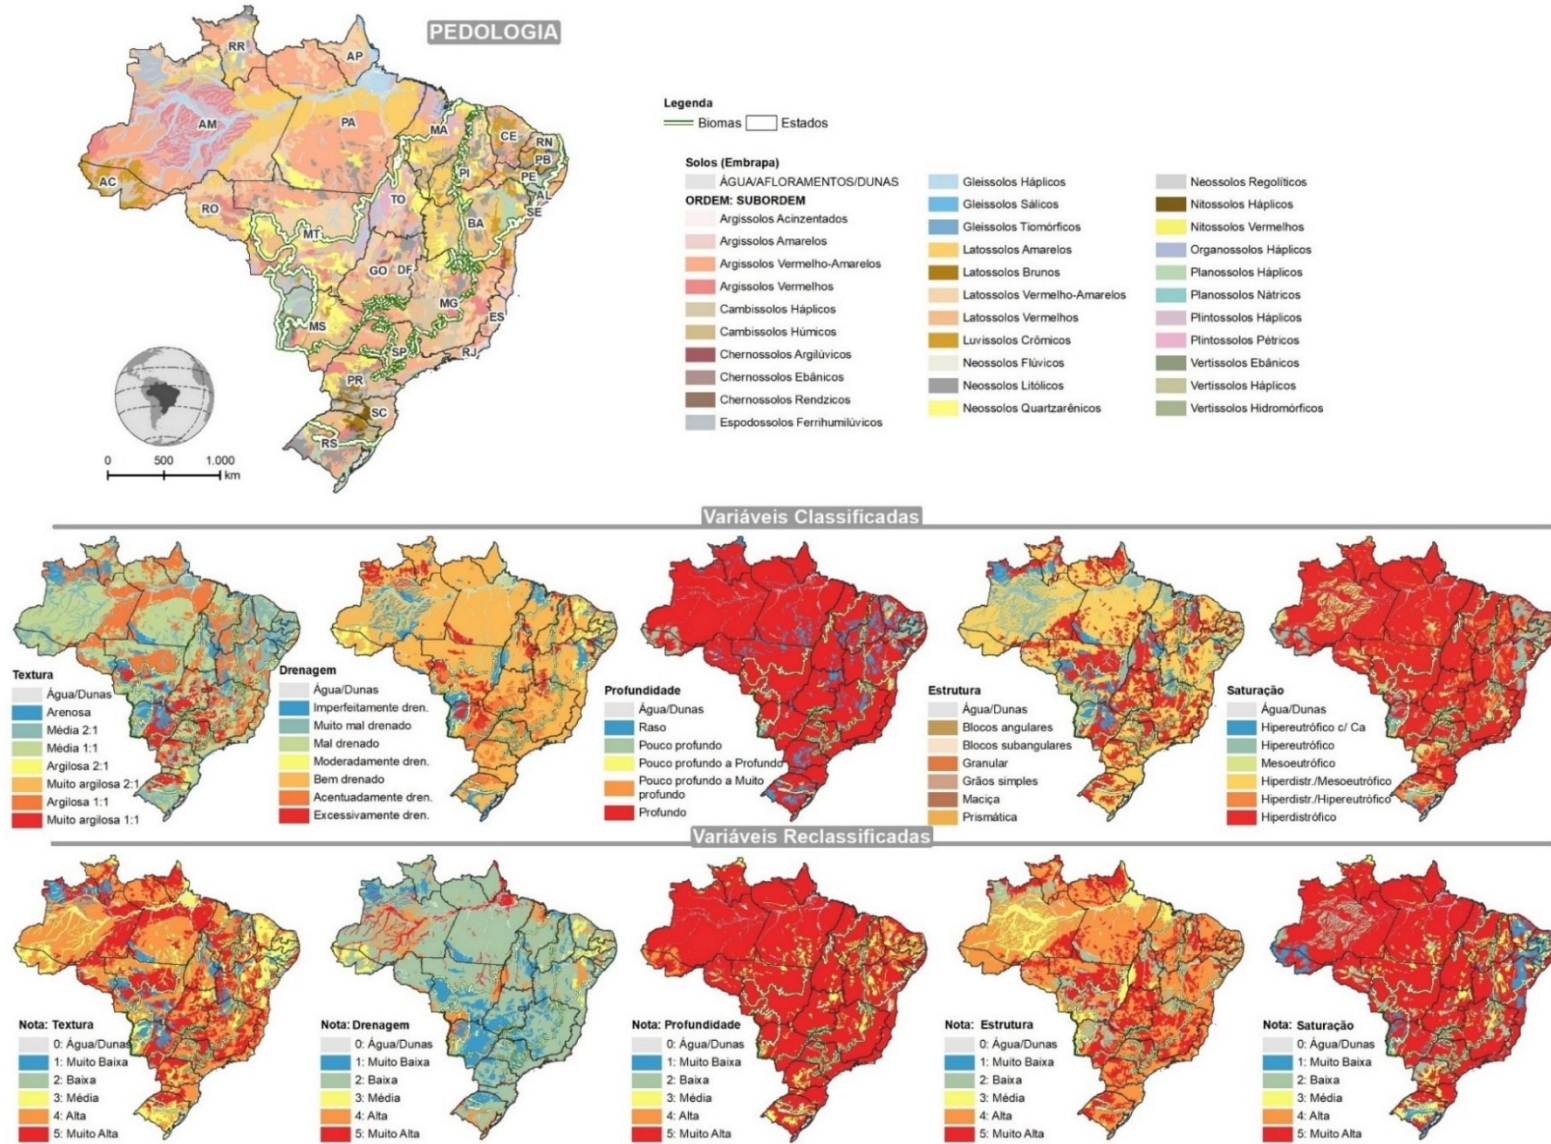 PEDOLOGIA
RR
AP
AM
PA
MA
CE
RN
PB
PE
AL
SE
PI
AC
RO
TO
BA
MT
GO
DF
MG
ES
MS
SP
RJ
PR
SC
RS
0 500 1.000
km
Legenda
Biomas Estados
Solos (Embrapa)
ÁGUA/AFLORAMENTOS/DUNAS
ORDEM: SUBORDEM
Argissolos Acinzentados
Argissolos Amarelos
Argissolos Vermelho-Amarelos
Argissolos Vermelhos
Cambissolos Háplicos
Cambissolos Húmicos
Chernossolos Argilúvicos
Chernossolos Ebânicos
Chernossolos Rendzicos
Espodossolos Ferrihumilúvicos
Gleissolos Háplicos
Gleissolos Sálicos
Gleissolos Tiomórficos
Latossolos Amarelos
Latossolos Brunos
Latossolos Vermelho-Amarelos
Latossolos Vermelhos
Luvissolos Crômicos
Neossolos Flúvicos
Neossolos Litólicos
Neossolos Quartzarênicos
Neossolos Regolíticos
Nitossolos Háplicos
Nitossolos Vermelhos
Organossolos Háplicos
Planossolos Háplicos
Planossolos Nátricos
Plintossolos Háplicos
Plintossolos Pétricos
Vertissolos Ebânicos
Vertissolos Háplicos
Vertissolos Hidromórficos
Variáveis Classificadas
Textura
Água/Dunas
Arenosa
Média 2:1
Média 1:1
Argilosa 2:1
Muito argilosa 2:1
Argilosa 1:1
Muito argilosa 1:1
Drenagem
Água/Dunas
Imperfeitamente dren.
Muito mal drenado
Mal drenado
Moderadamente dren.
Bem drenado
Acentuadamente dren.
Excessivamente dren.
Profundidade
Água/Dunas
Raso
Pouco profundo
Pouco profundo a Profundo
Pouco profundo a Muito
profundo
Profundo
Estrutura
Água/Dunas
Blocos angulares
Blocos subangulares
Granular
Grãos simples
Maciça
Prismática
Saturação
Água/Dunas
Hipereutrófico c/ Ca
Hipereutrófico
Mesoeutrófico
Hiperdistr./Mesoeutrófico
Hiperdistr./Hipereutrófico
Hiperdistrófico
Variáveis Reclassificadas
Nota: Textura
0: Água/Dunas
1: Muito Baixa
2: Baixa
3: Média
4: Alta
5: Muito Alta
Nota: Drenagem
0: Água/Dunas
1: Muito Baixa
2: Baixa
3: Média
4: Alta
5: Muito Alta
Nota: Profundidade
0: Água/Dunas
1: Muito Baixa
2: Baixa
3: Média
4: Alta
5: Muito Alta
Nota: Estrutura
0: Água/Dunas
1: Muito Baixa
2: Baixa
3: Média
4: Alta
5: Muito Alta
Nota: Saturação
0: Água/Dunas
1: Muito Baixa
2: Baixa
3: Média
4: Alta
5: Muito Alta